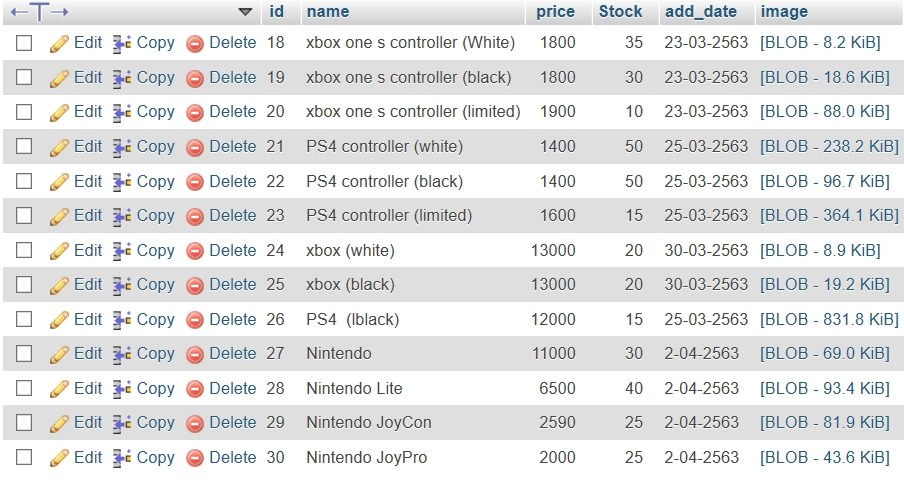 ←T→ id name price Stock add_date image
Edit Copy Delete 18 xbox one s controller (White) 1800 35 23-03-2563 [BLOB - 8.2 KiB]
Edit Copy Delete 19 xbox one s controller (black) 1800 30 23-03-2563 [BLOB - 18.6 KiB]
Edit Copy Delete 20 xbox one s controller (limited) 1900 10 23-03-2563 [BLOB - 88.0 KiB]
Edit Copy Delete 21 PS4 controller (white) 1400 50 25-03-2563 [BLOB - 238.2 KiB]
Edit Copy Delete 22 PS4 controller (black) 1400 50 25-03-2563 [BLOB - 96.7 KiB]
Edit Copy Delete 23 PS4 controller (limited) 1600 15 25-03-2563 [BLOB - 364.1 KiB]
Edit Copy Delete 24 xbox (white) 13000 20 30-03-2563 [BLOB - 8.9 KiB]
Edit Copy Delete 25 xbox (black) 13000 20 30-03-2563 [BLOB - 19.2 KiB]
Edit Copy Delete 26 PS4  (lblack) 12000 15 25-03-2563 [BLOB - 831.8 KiB]
Edit Copy Delete 27 Nintendo 11000 30 2-04-2563 [BLOB - 69.0 KiB]
Edit Copy Delete 28 Nintendo Lite 6500 40 2-04-2563 [BLOB - 93.4 KiB]
Edit Copy Delete 29 Nintendo JoyCon 2590 25 2-04-2563 [BLOB - 81.9 KiB]
Edit Copy Delete 30 Nintendo JoyPro 2000 25 2-04-2563 [BLOB - 43.6 KiB]